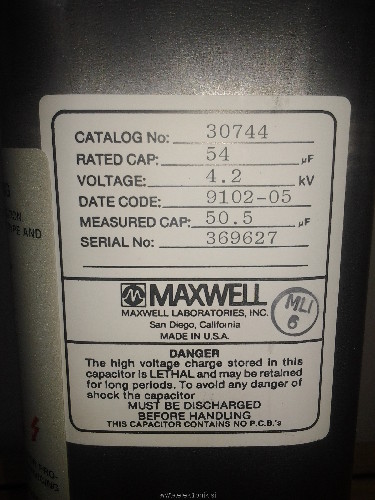 CATALOG No: 30744
RATED CAP: 54 µF
VOLTAGE: 4.2 kV
DATE CODE: 9102-05
MEASURED CAP: 50.5 µF
SERIAL No: 369627
MAXWELL
MAXWELL LABORATORIES, INC.
San Diego, California
MADE IN U.S.A.
MLI
6
DANGER
The high voltage charge stored in this
capacitor is LETHAL and may be retained
for long periods. To avoid any danger of
shock the capacitor
MUST BE DISCHARGED
BEFORE HANDLING
THIS CAPACITOR CONTAINS NO P.C.B.'s
AND